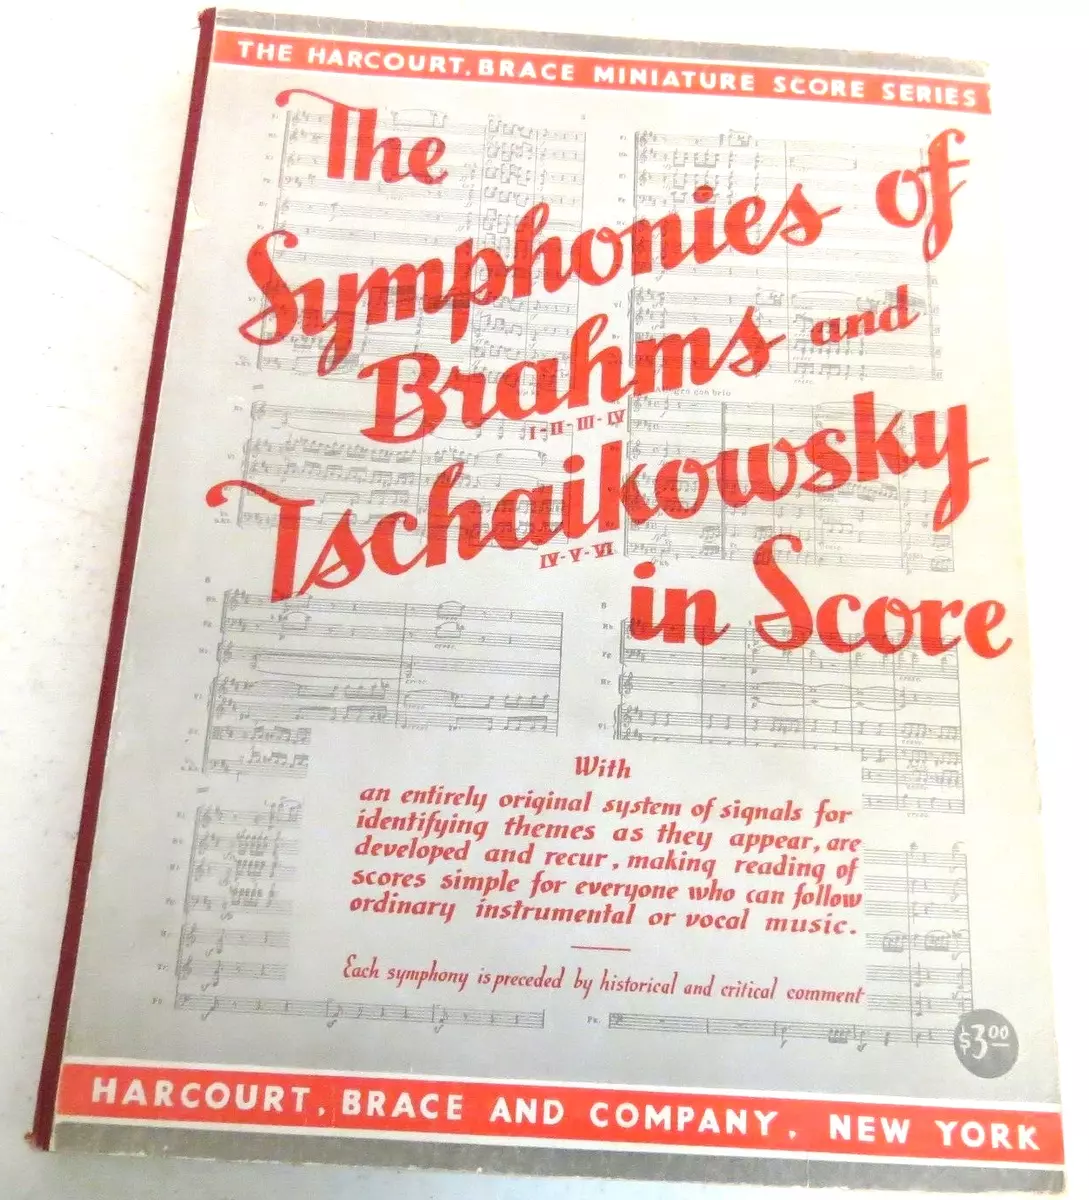 THE HARCOURT, BRACE MINIATURE SCORE SERIES
The
Symphonies of
Brahms and
I-II-III-IV
Tschaikowsky
IV-V-VI
in Score
With
an entirely original system of signals for
identifying themes as they appear, are
developed and recur, making reading of
scores simple for everyone who can follow
ordinary instrumental or vocal music.
Each symphony is preceded by historical and critical comment
$3.00
HARCOURT, BRACE AND COMPANY, NEW YORK